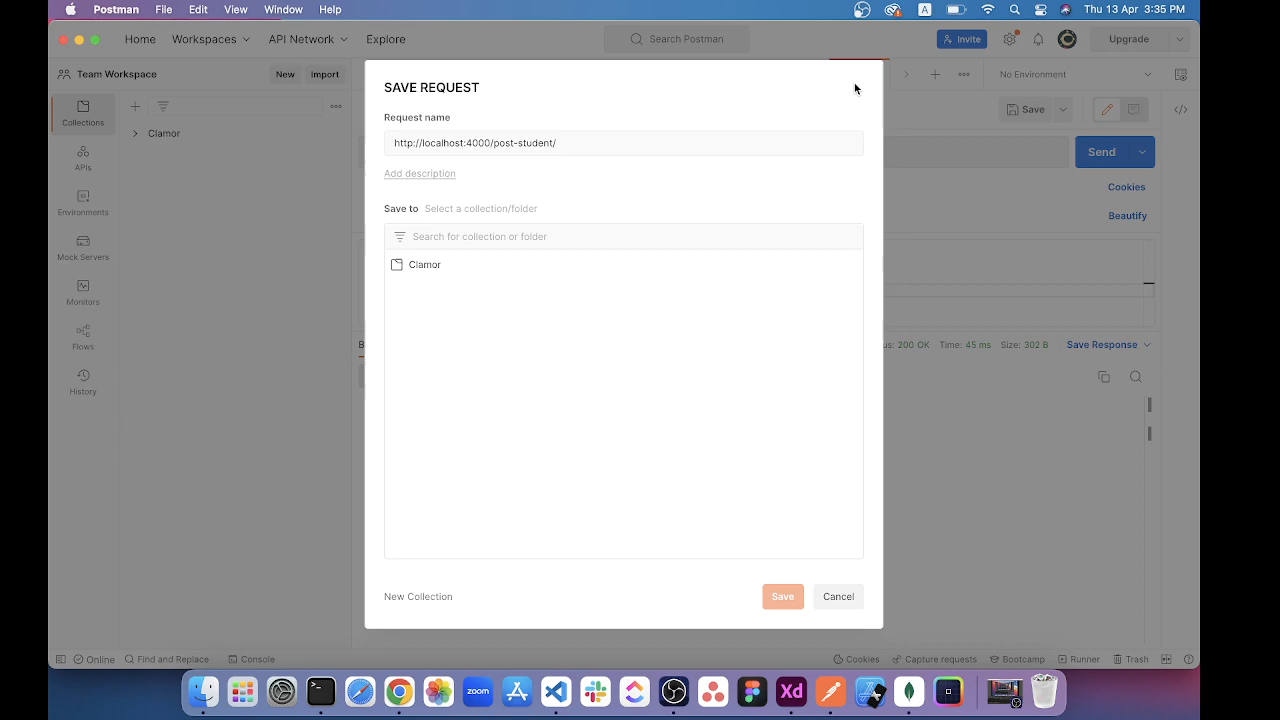 Postman File Edit View Window Help
A Thu 13 Apr 3:35 PM
Home Workspaces API Network Explore
Search Postman
Invite
Upgrade
Team Workspace
New Import
No Environment
Collections
Clamor
Save
APIs
Send
Environments
Cookies
Beautify
Mock Servers
Monitors
Flows
History
SAVE REQUEST
Request name
http://localhost:4000/post-student/
Add description
Save to Select a collection/folder
Search for collection or folder
Clamor
200 OK Time: 45 ms Size: 302 B Save Response
New Collection
Save Cancel
Online Find and Replace Console
Cookies Capture requests Bootcamp Runner Trash
zoom
Xd